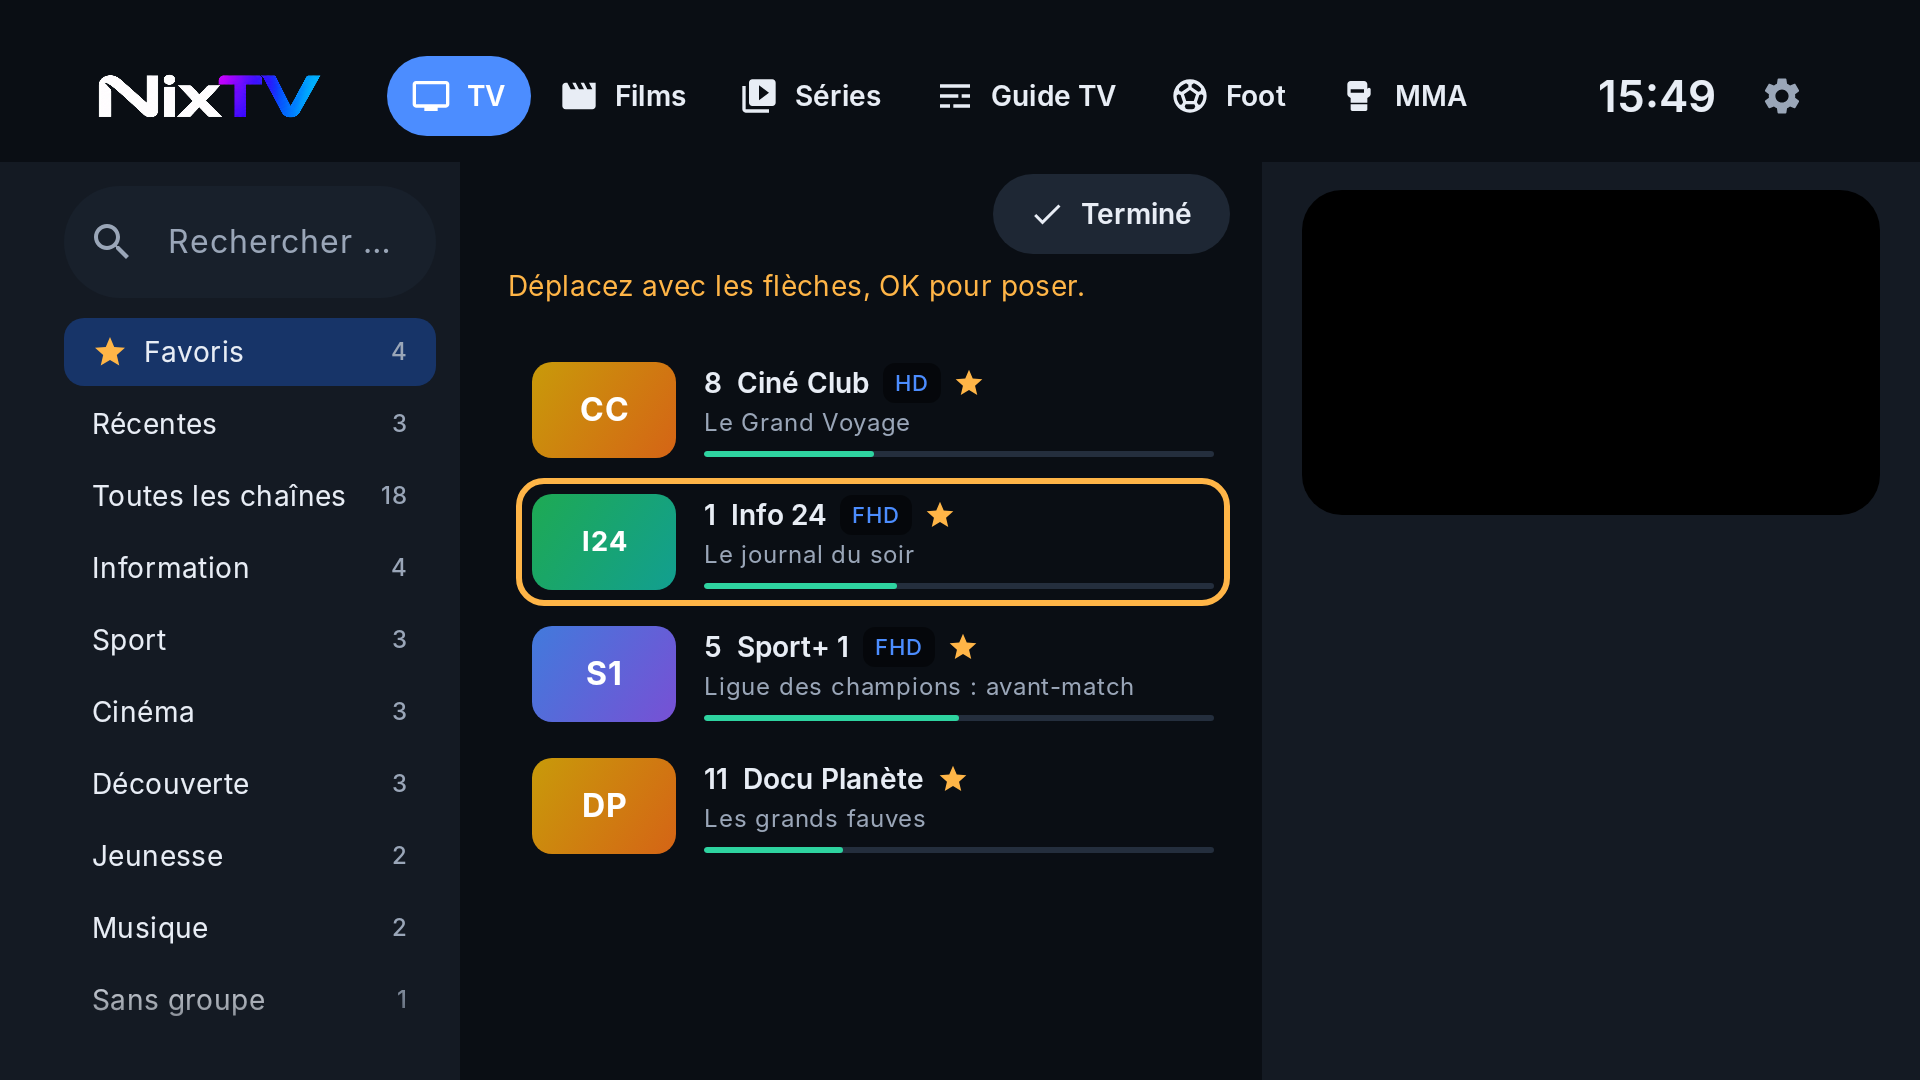 NixTV
TV
Films
Séries
Guide TV
Foot
MMA
15:49
Rechercher ...
Favoris 4
Récentes 3
Toutes les chaînes 18
Information 4
Sport 3
Cinéma 3
Découverte 3
Jeunesse 2
Musique 2
Sans groupe 1
Terminé
Déplacez avec les flèches, OK pour poser.
CC
8 Ciné Club HD
Le Grand Voyage
I24
1 Info 24 FHD
Le journal du soir
S1
5 Sport+ 1 FHD
Ligue des champions : avant-match
DP
11 Docu Planète
Les grands fauves